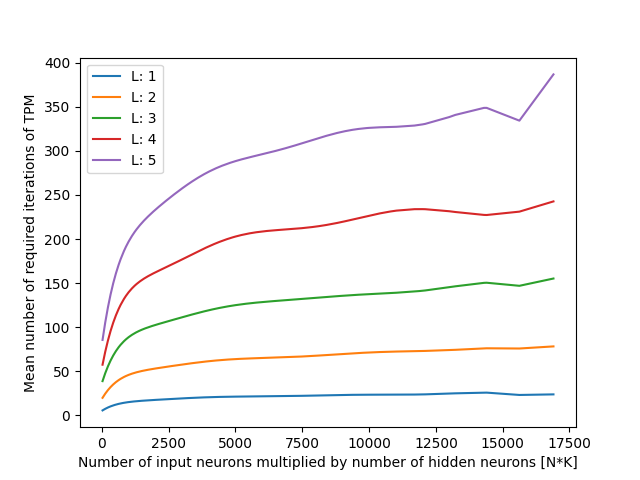 400
350
300
250
200
150
100
50
0
Mean number of required iterations of TPM
L: 1
L: 2
L: 3
L: 4
L: 5
0 2500 5000 7500 10000 12500 15000 17500
Number of input neurons multiplied by number of hidden neurons [N*K]